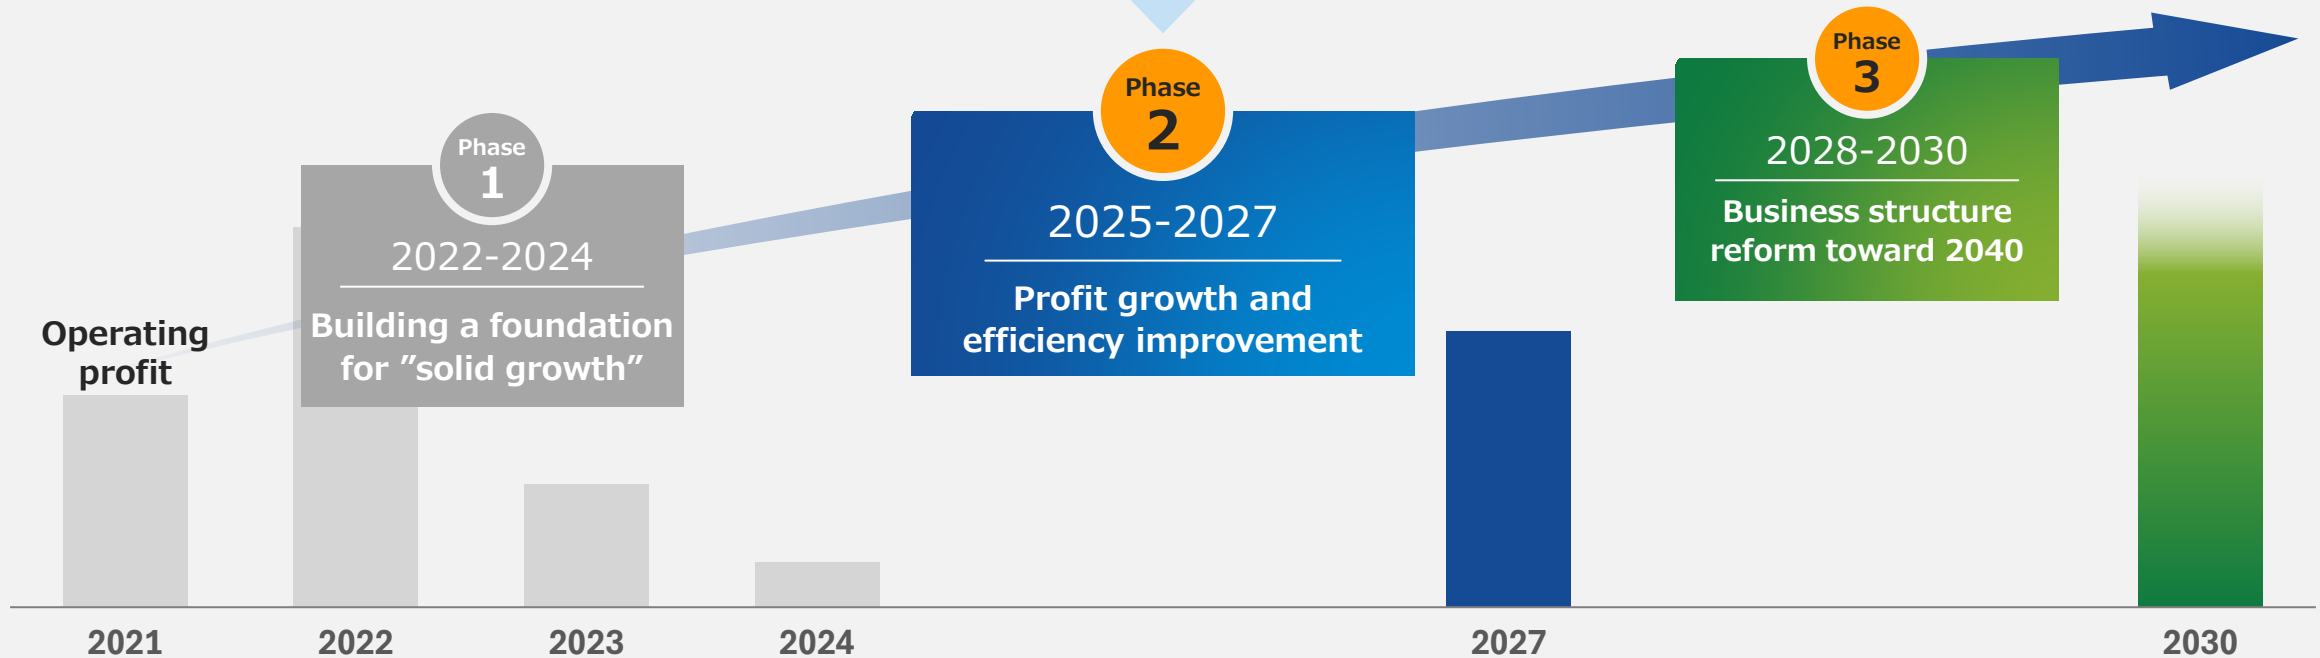 Operating
profit
Phase
1
2022-2024
Building a foundation
for ”solid growth”
Phase
2
2025-2027
Profit growth and
efficiency improvement
Phase
3
2028-2030
Business structure
reform toward 2040
2021
2022
2023
2024
2027
2030